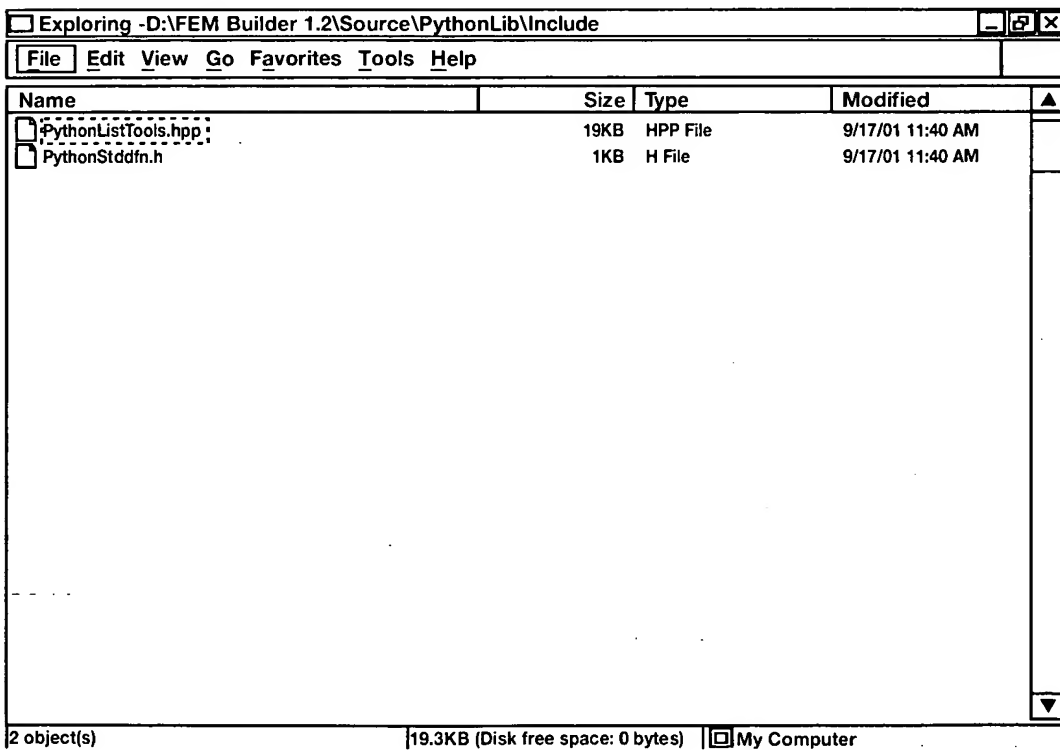 Exploring -D:\FEM Builder 1.2\Source\PythonLib\Include
File Edit View Go Favorites Tools Help
Name Size Type Modified
PythonListTools.hpp 19KB HPP File 9/17/01 11:40 AM
PythonStddfn.h 1KB H File 9/17/01 11:40 AM
2 object(s) 19.3KB (Disk free space: 0 bytes) My Computer